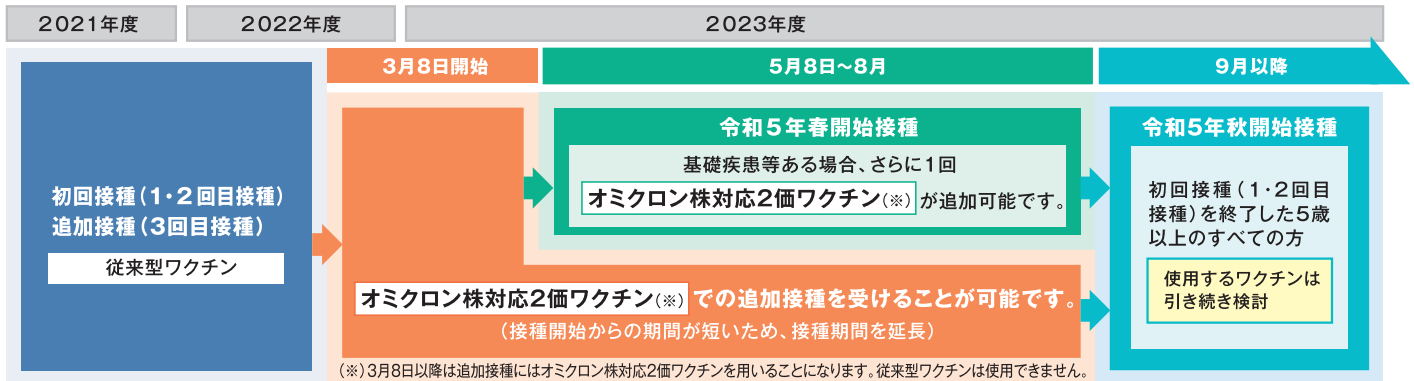 2021年度
2022年度
2023年度
3月8日開始
5月8日～8月
9月以降
初回接種（1・2回目接種）
追加接種（3回目接種）
従来型ワクチン
令和5年春開始接種
基礎疾患等ある場合、さらに1回
オミクロン株対応2価ワクチン（※）が追加可能です。
オミクロン株対応2価ワクチン（※）での追加接種を受けることが可能です。
（接種開始からの期間が短いため、接種期間を延長）
（※）3月8日以降は追加接種にはオミクロン株対応2価ワクチンを用いることになります。従来型ワクチンは使用できません。
令和5年秋開始接種
初回接種（1・2回目
接種）を終了した5歳
以上のすべての方
使用するワクチンは
引き続き検討